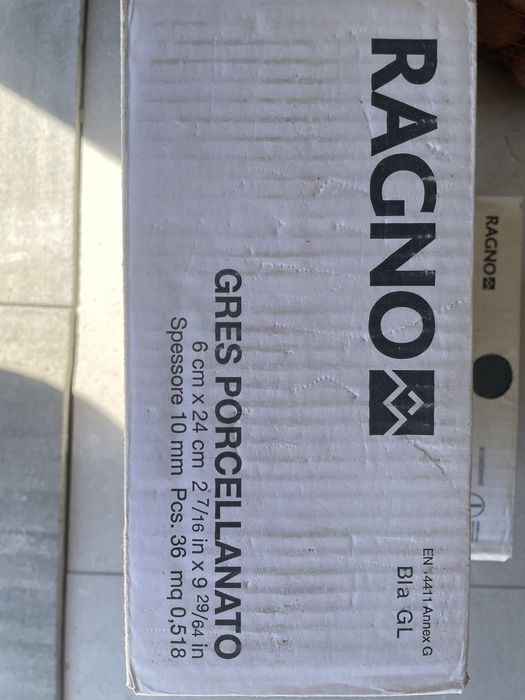 RAGNO
EN 14411 Annex G
BIa GL
GRES PORCELLANATO
6 cm x 24 cm 2 7/16 in x 9 29/64 in
Spessore 10 mm Pcs. 36 mq 0,518
RAGNO